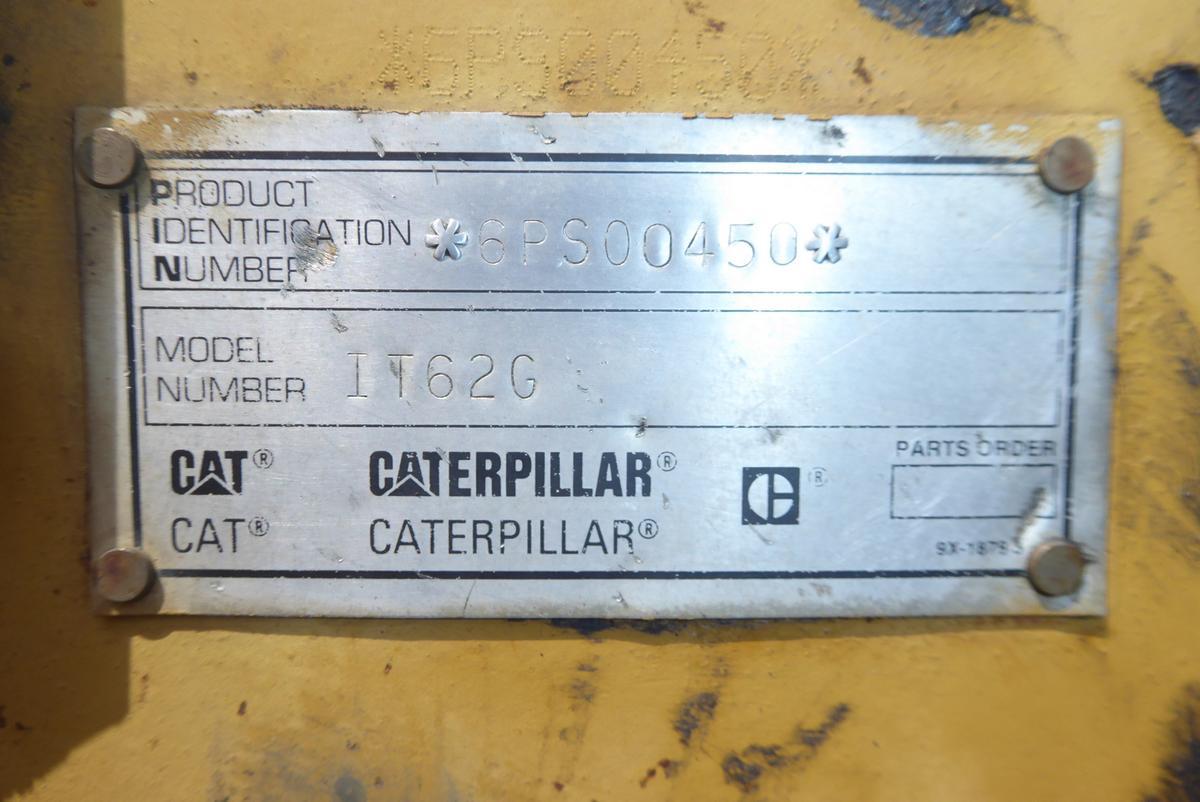 *6PS00450*
PRODUCT
IDENTIFICATION
NUMBER
*6PS00450*
MODEL
NUMBER
IT62G
CAT® CATERPILLAR® ®
PARTS ORDER
CAT® CATERPILLAR®